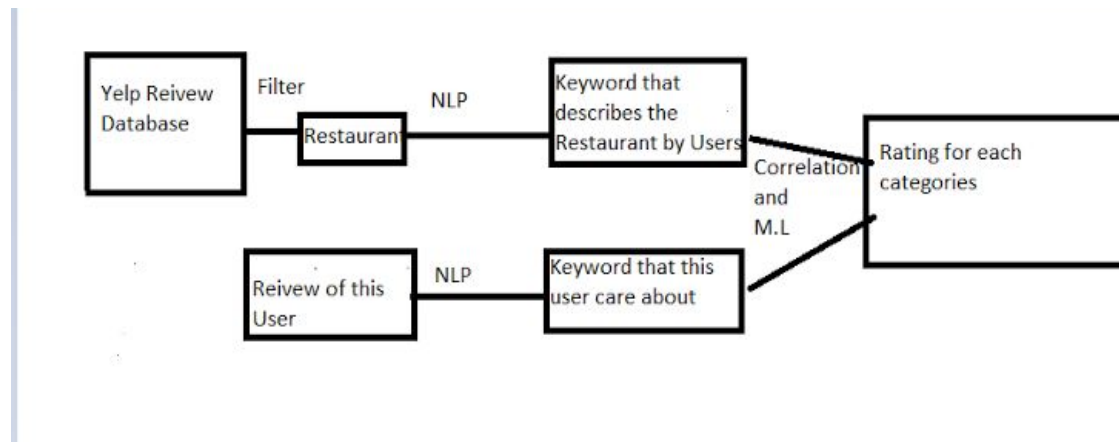 Yelp Reivew
Database
Filter
Restaurant
NLP
Keyword that
describes the
Restaurant by Users
Correlation
and
M.L
Rating for each
categories
Reivew of this
User
NLP
Keyword that this
user care about